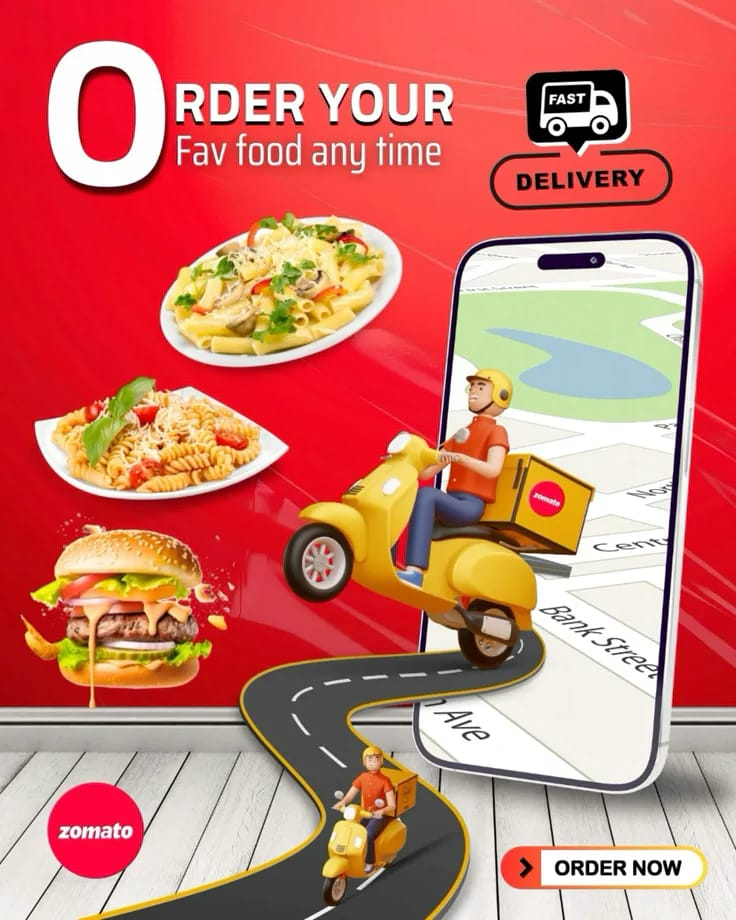 ORDER YOUR
Fav food any time
FAST
DELIVERY
zomato
Bank Street
Ave
zomato
ORDER NOW